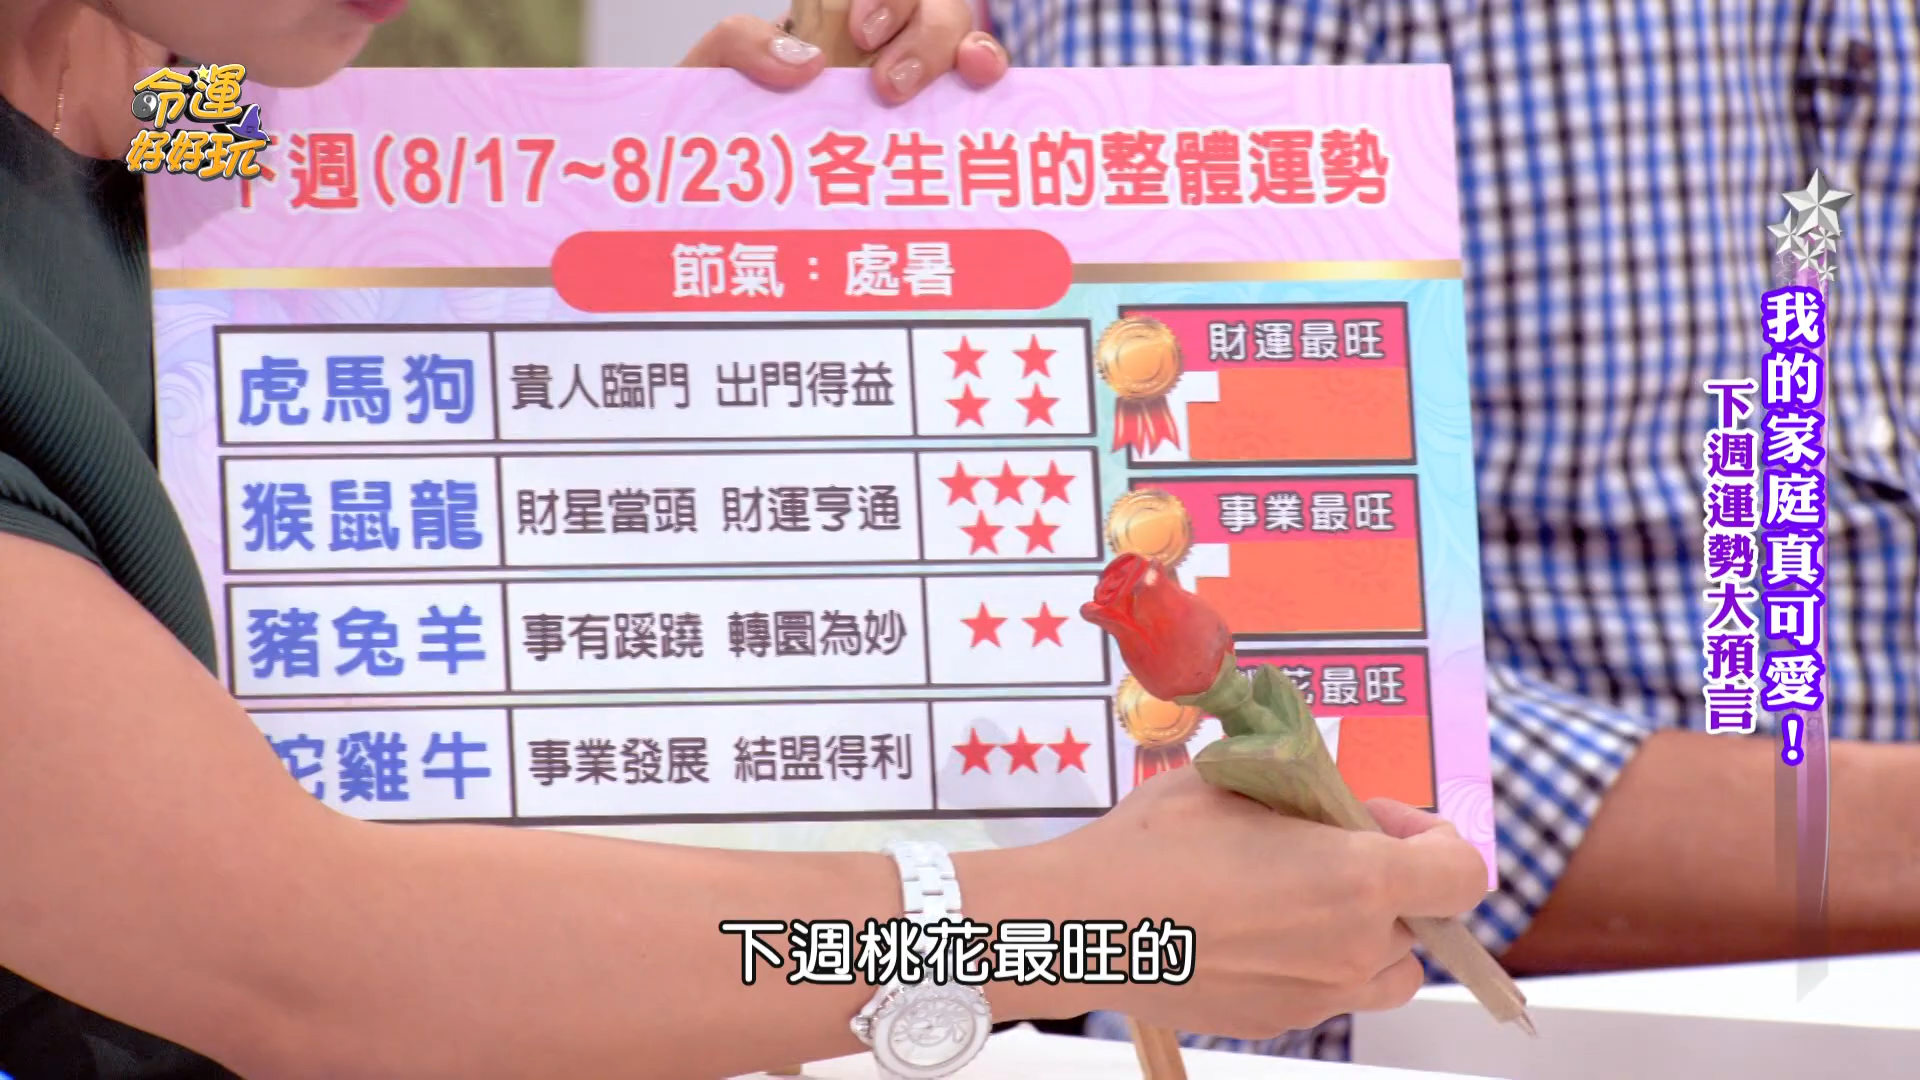 命運
好好玩
下週(8/17~8/23)各生肖的整體運勢
節氣：處暑
虎馬狗 貴人臨門 出門得益 ★★★★
猴鼠龍 財星當頭 財運亨通 ★★★★★
豬兔羊 事有蹊蹺 轉圜為妙 ★★
蛇雞牛 事業發展 結盟得利 ★★★
財運最旺
事業最旺
花最旺
我的家庭真可愛！
下週運勢大預言
下週桃花最旺的